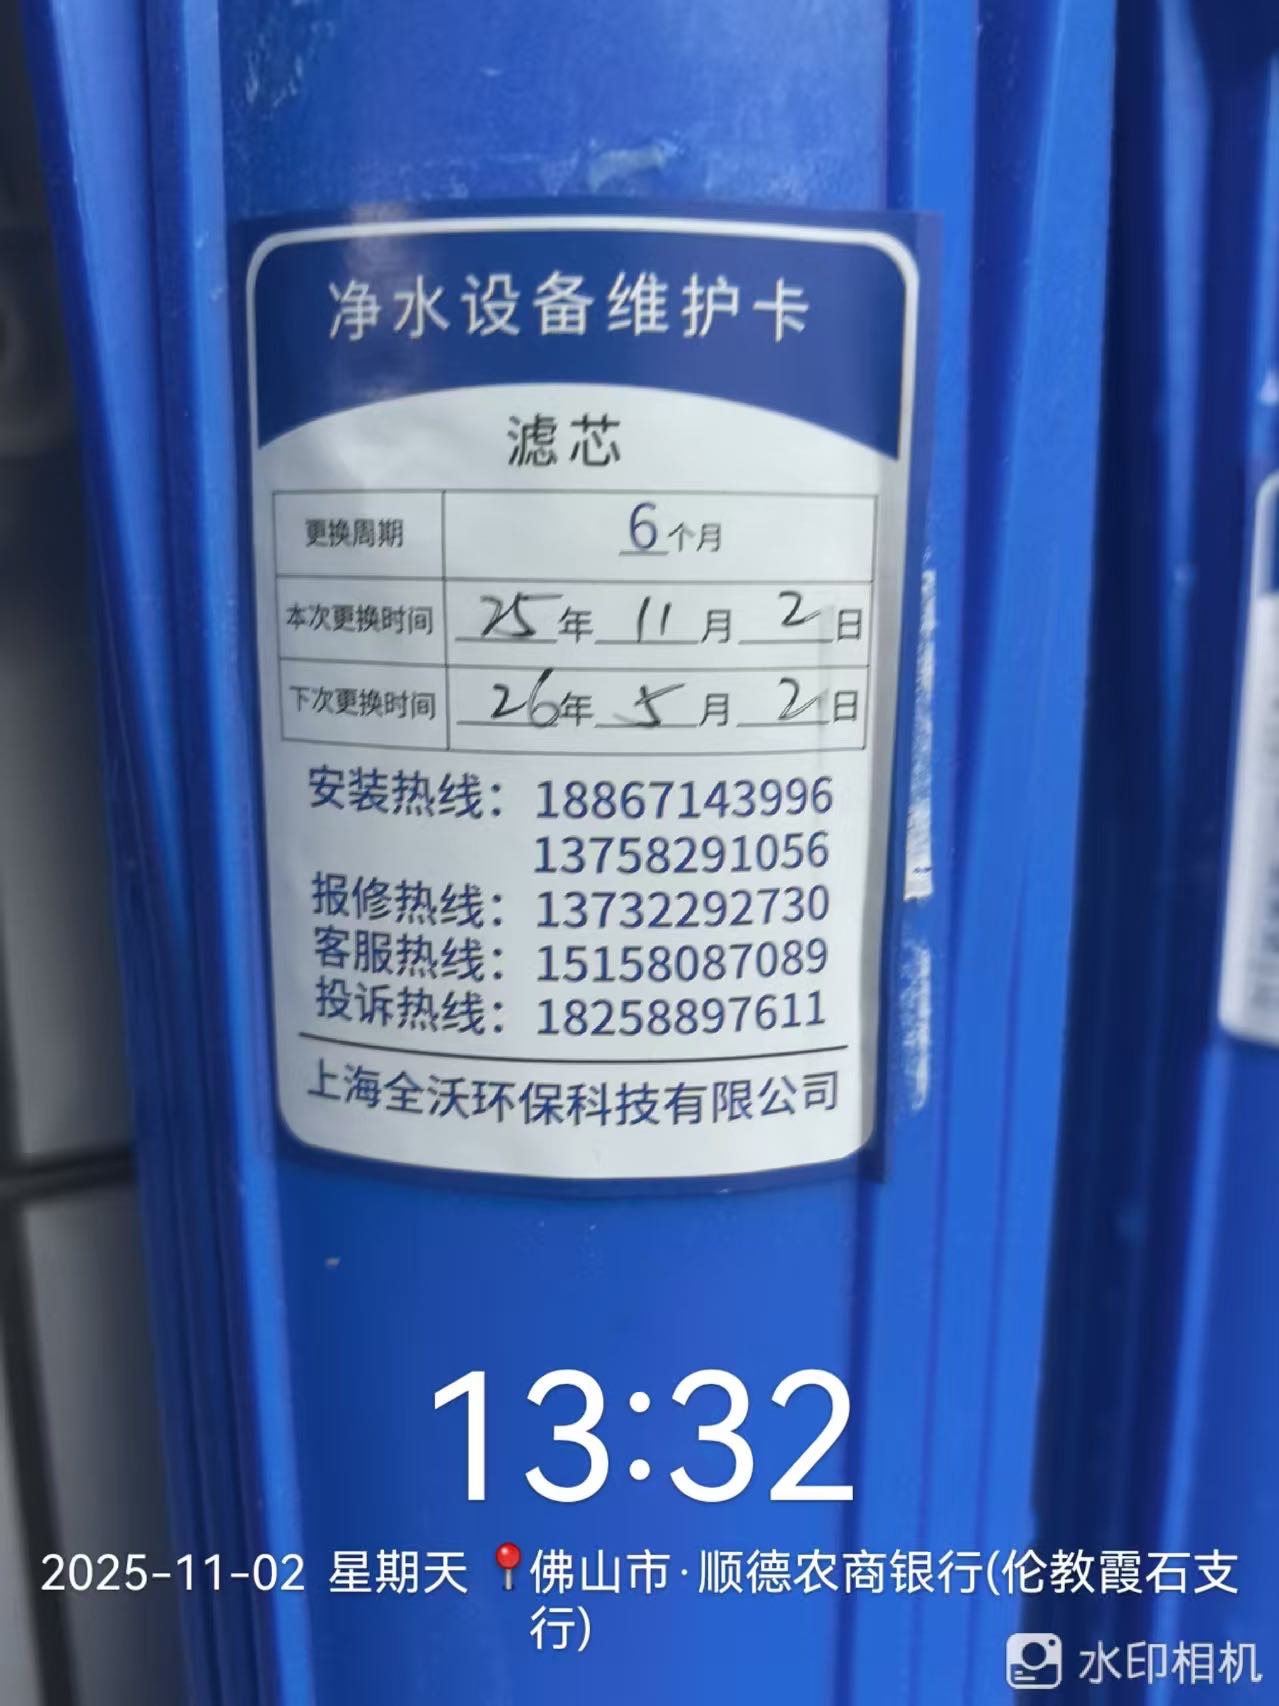 净水设备维护卡
滤芯
更换周期 6个月
本次更换时间 25年11月2日
下次更换时间 26年5月2日
安装热线：18867143996
13758291056
报修热线：13732292730
客服热线：15158087089
投诉热线：18258897611
上海全沃环保科技有限公司
13:32
2025-11-02 星期天 📍佛山市·顺德农商银行(伦教霞石支
行)
水印相机